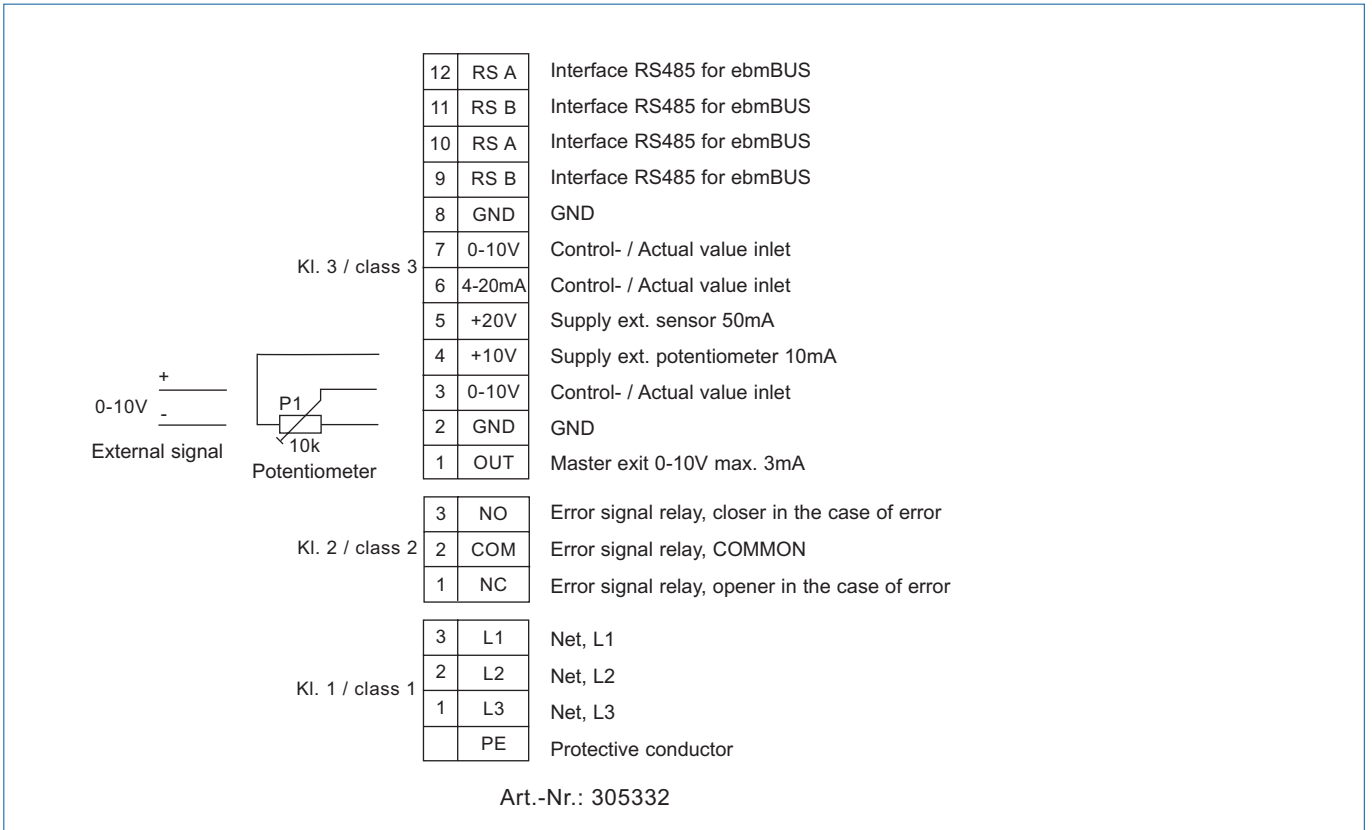 12 RS A Interface RS485 for ebmBUS
11 RS B Interface RS485 for ebmBUS
10 RS A Interface RS485 for ebmBUS
9 RS B Interface RS485 for ebmBUS
8 GND GND
7 0-10V Control- / Actual value inlet
Kl. 3 / class 3
6 4-20mA Control- / Actual value inlet
5 +20V Supply ext. sensor 50mA
4 +10V Supply ext. potentiometer 10mA
3 0-10V Control- / Actual value inlet
2 GND GND
1 OUT Master exit 0-10V max. 3mA
+
0-10V
-
External signal
P1
10k
Potentiometer
3 NO Error signal relay, closer in the case of error
Kl. 2 / class 2
2 COM Error signal relay, COMMON
1 NC Error signal relay, opener in the case of error
3 L1 Net, L1
2 L2 Net, L2
Kl. 1 / class 1
1 L3 Net, L3
PE Protective conductor
Art.-Nr.: 305332